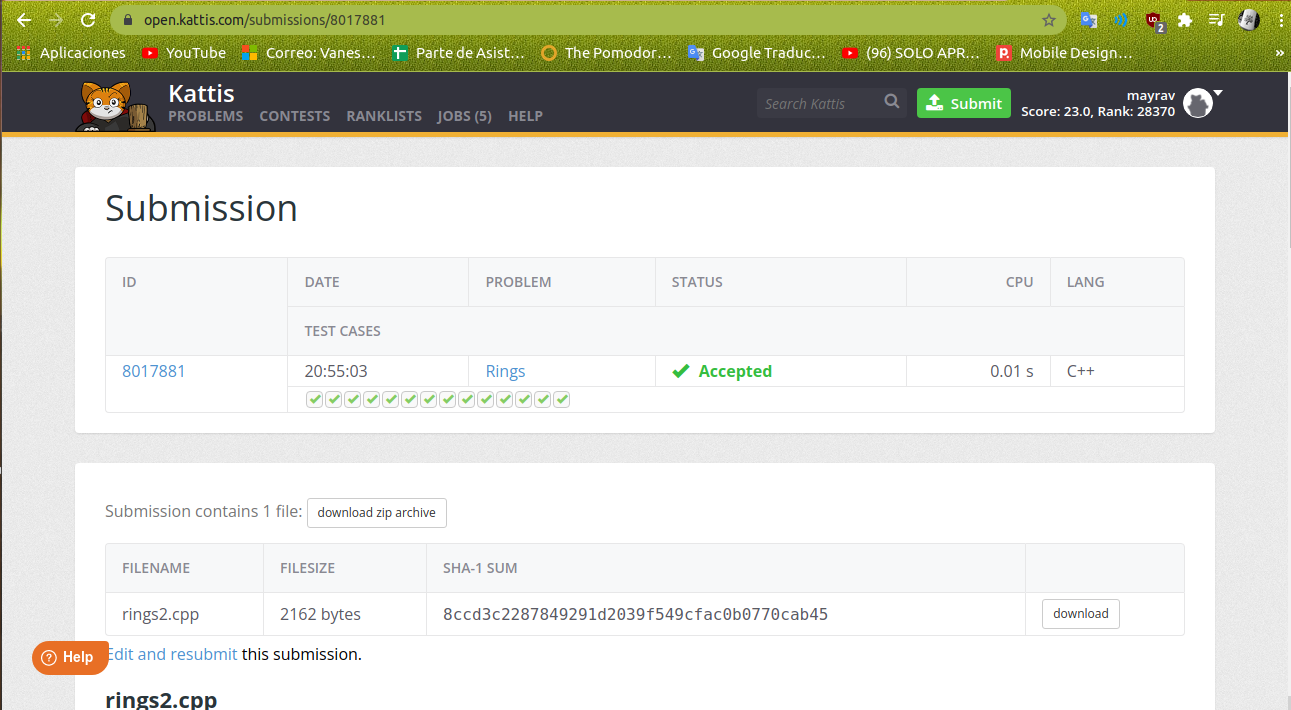 open.kattis.com/submissions/8017881
2
Aplicaciones YouTube Correo: Vanes... Parte de Asist... The Pomodor... Google Traduc... (96) SOLO APR... Mobile Design... »
Kattis
PROBLEMS CONTESTS RANKLISTS JOBS (5) HELP
Search Kattis
Submit
mayrav
Score: 23.0, Rank: 28370
Submission
ID DATE PROBLEM STATUS CPU LANG
TEST CASES
8017881 20:55:03 Rings Accepted 0.01 s C++
Submission contains 1 file: download zip archive
FILENAME FILESIZE SHA-1 SUM
rings2.cpp 2162 bytes 8ccd3c2287849291d2039f549cfac0b0770cab45 download
Help
Edit and resubmit this submission.
rings2.cpp